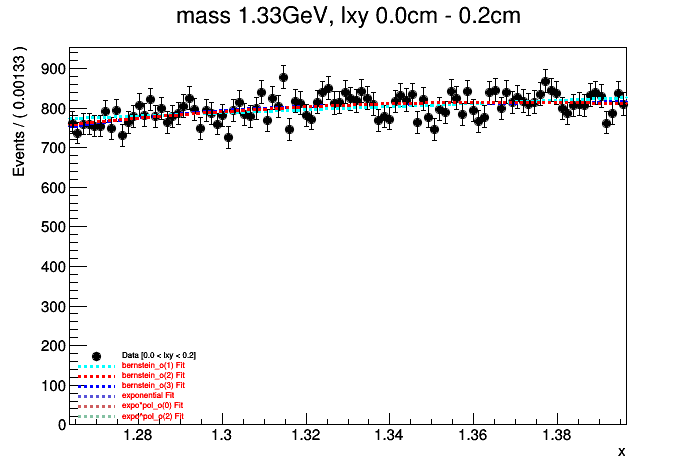 mass 1.33GeV, lxy 0.0cm - 0.2cm
Events / ( 0.00133 )
900
800
700
600
500
400
300
200
100
0
Data [0.0 < lxy < 0.2]
bernstein_o(1) Fit
bernstein_o(2) Fit
bernstein_o(3) Fit
exponential Fit
expo*pol_o(0) Fit
expo*pol_o(2) Fit
1.28 1.3 1.32 1.34 1.36 1.38
x